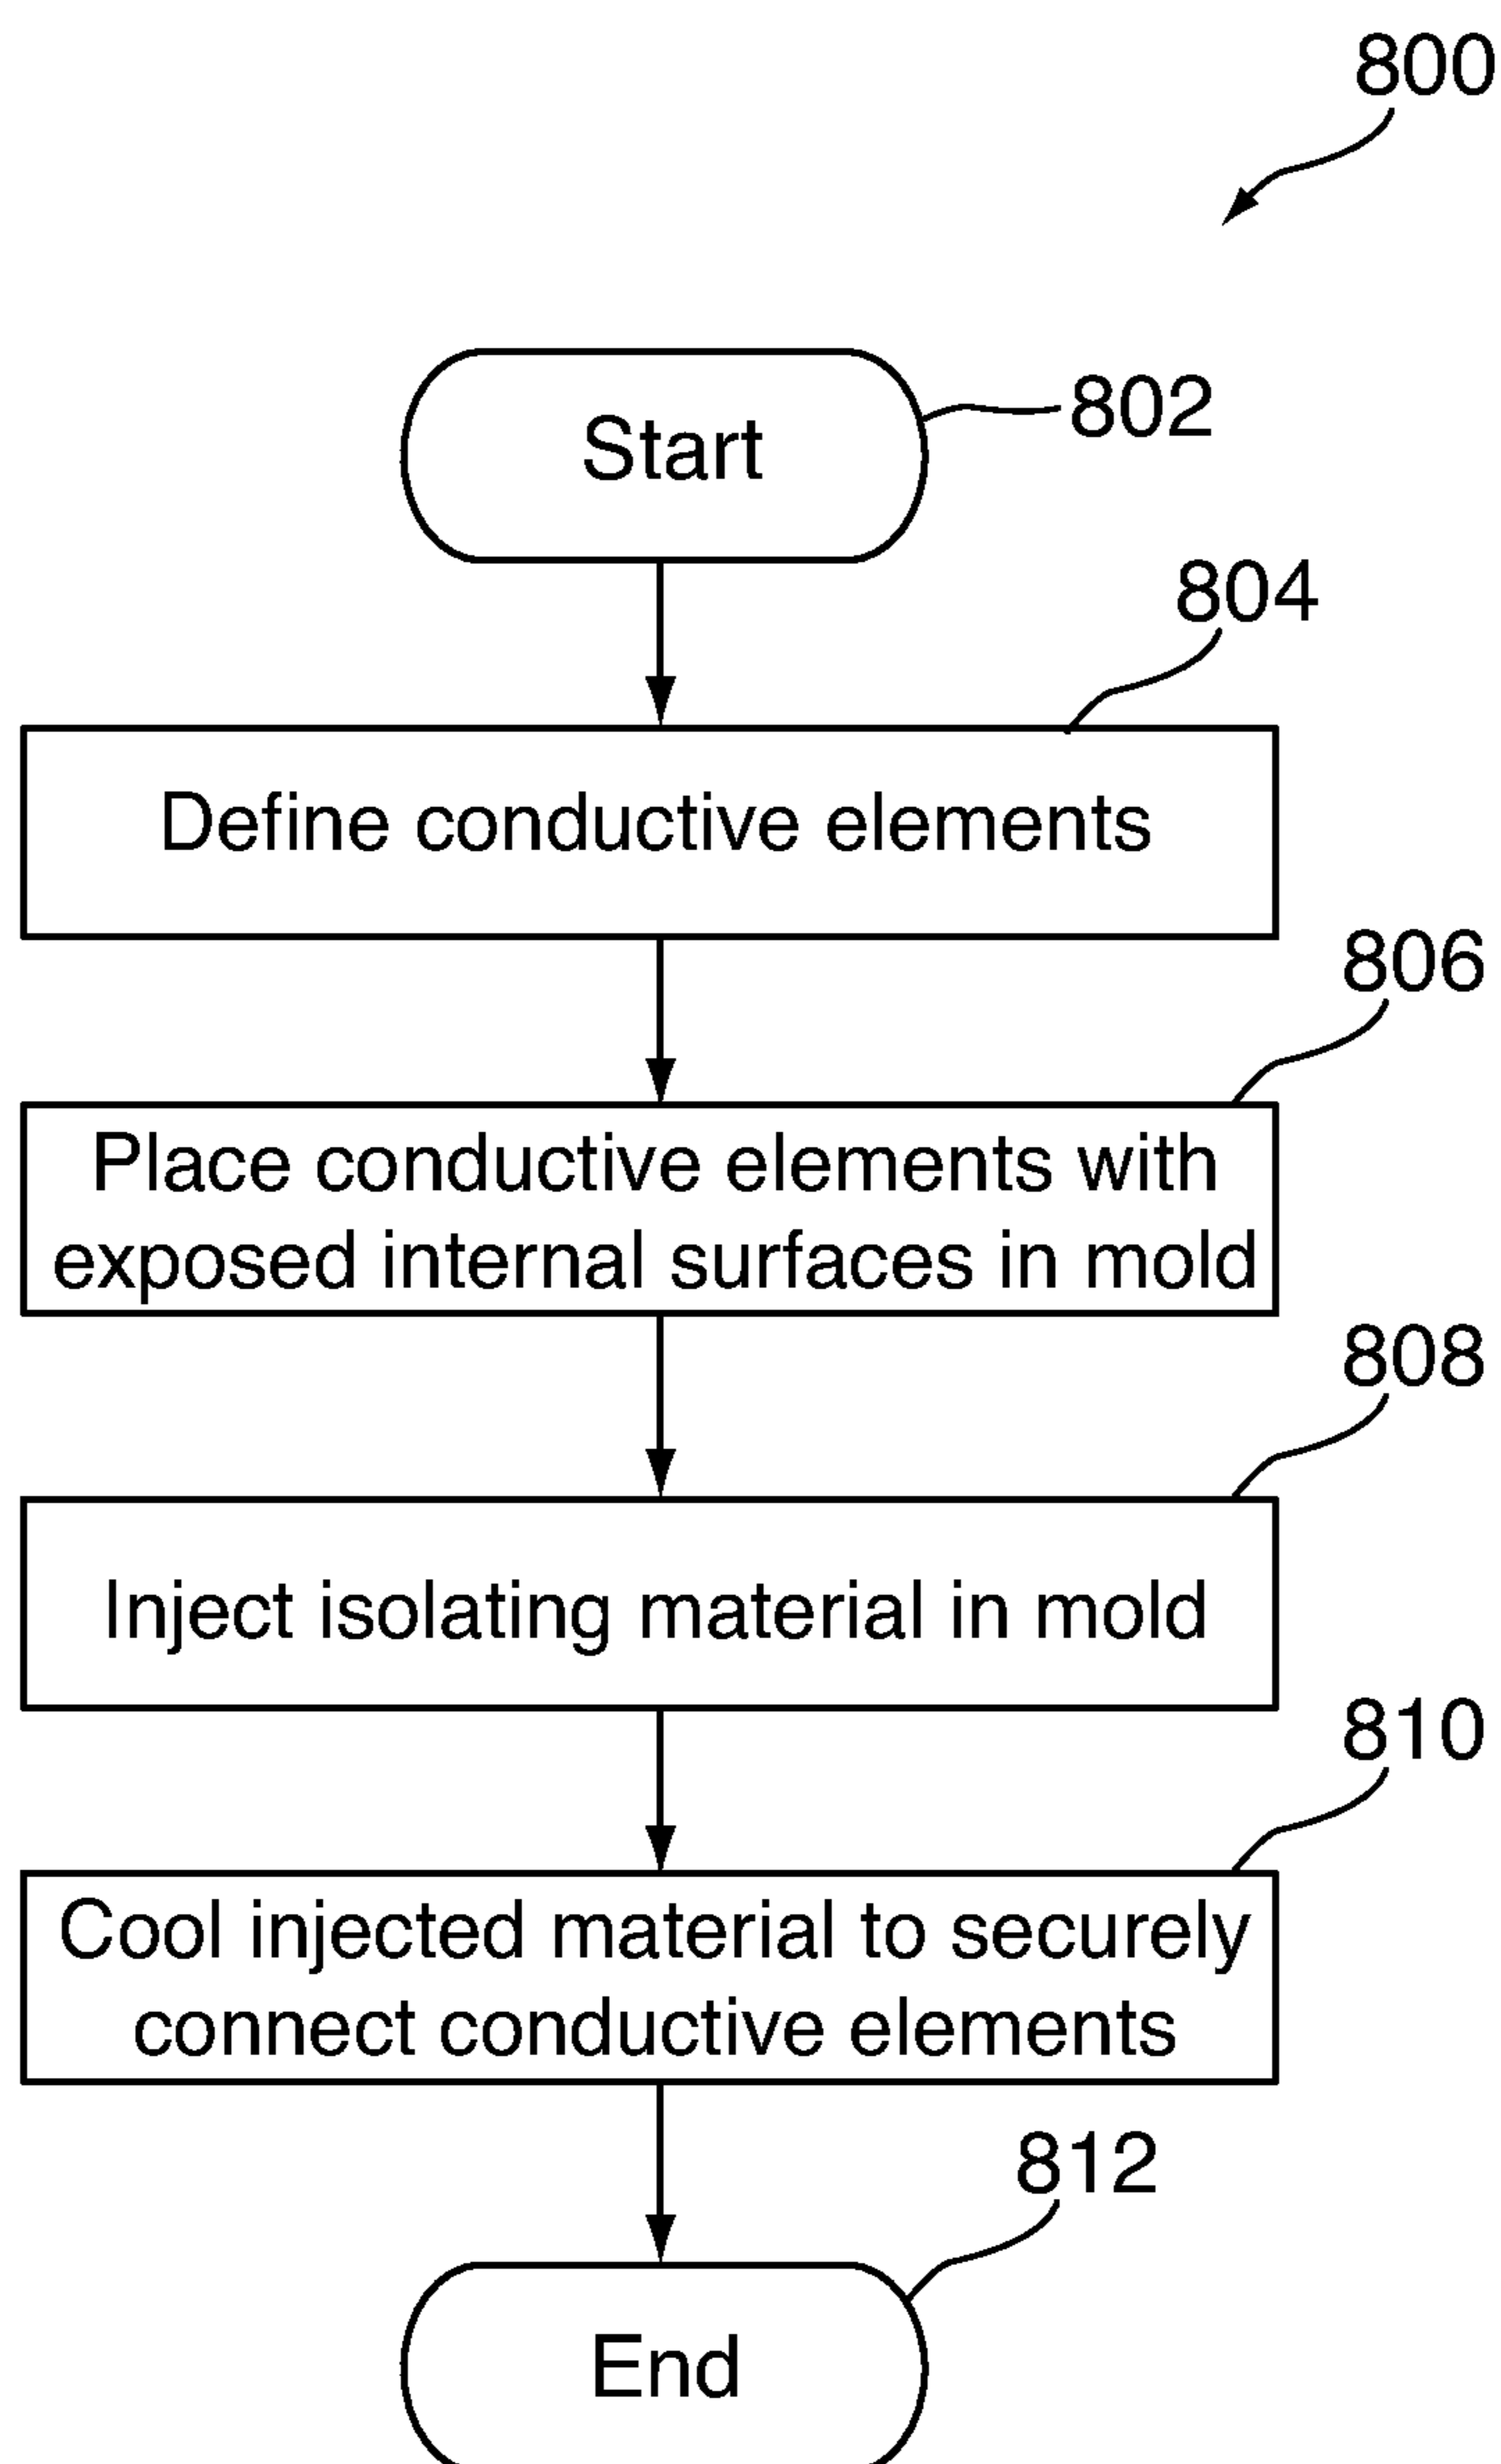 800
Start
802
804
Define conductive elements
806
Place conductive elements with
exposed internal surfaces in mold
808
Inject isolating material in mold
810
Cool injected material to securely
connect conductive elements
812
End